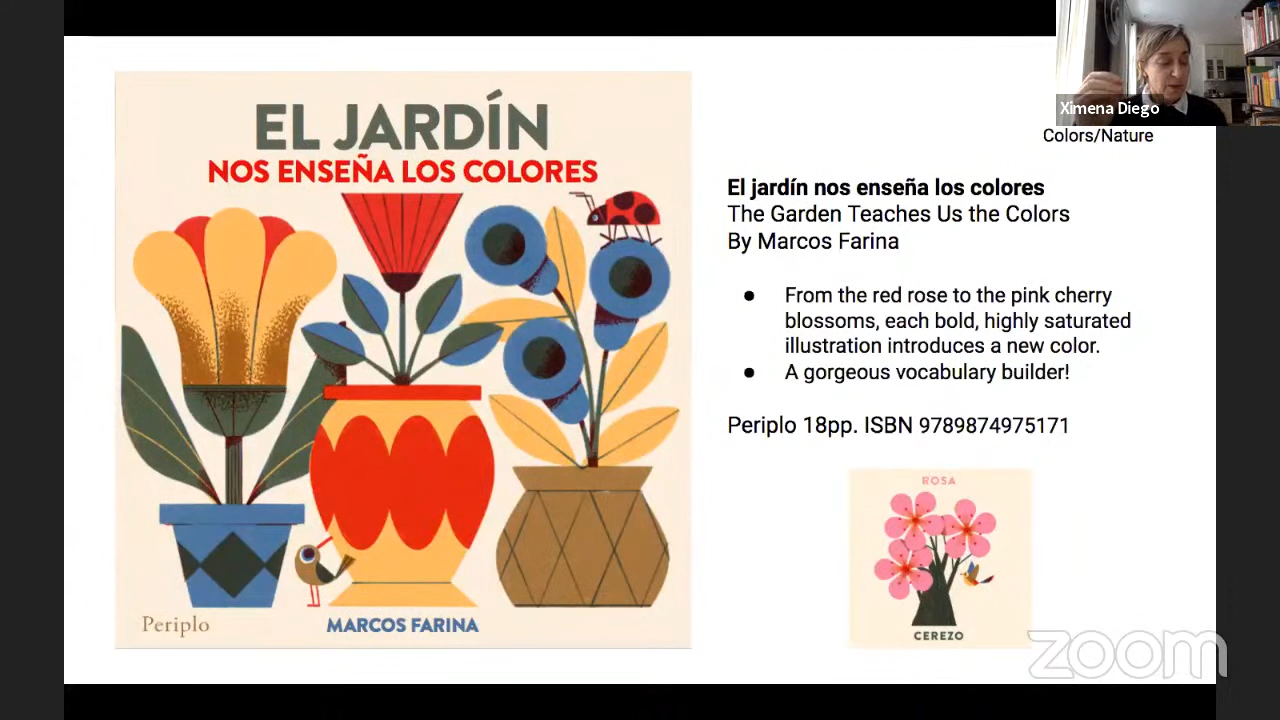 EL JARDÍN
NOS ENSEÑA LOS COLORES
Periplo
MARCOS FARINA
Ximena Diego
Colors/Nature
El jardín nos enseña los colores
The Garden Teaches Us the Colors
By Marcos Farina
● From the red rose to the pink cherry
blossoms, each bold, highly saturated
illustration introduces a new color.
● A gorgeous vocabulary builder!
Periplo 18pp. ISBN 9789874975171
ROSA
CEREZO
zoom